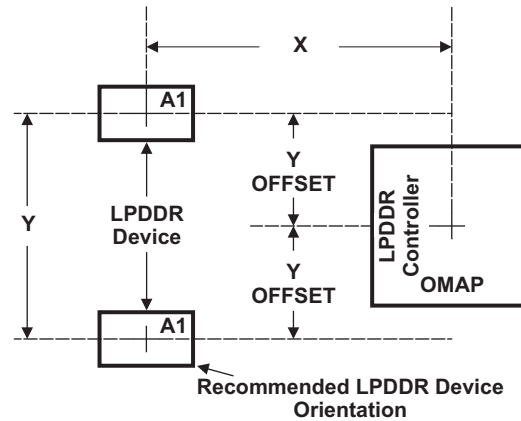 X
A1
Y
OFFSET
Y
LPDDR
Device
LPDDR
Controller
OMAP
Y
OFFSET
A1
Recommended LPDDR Device
Orientation